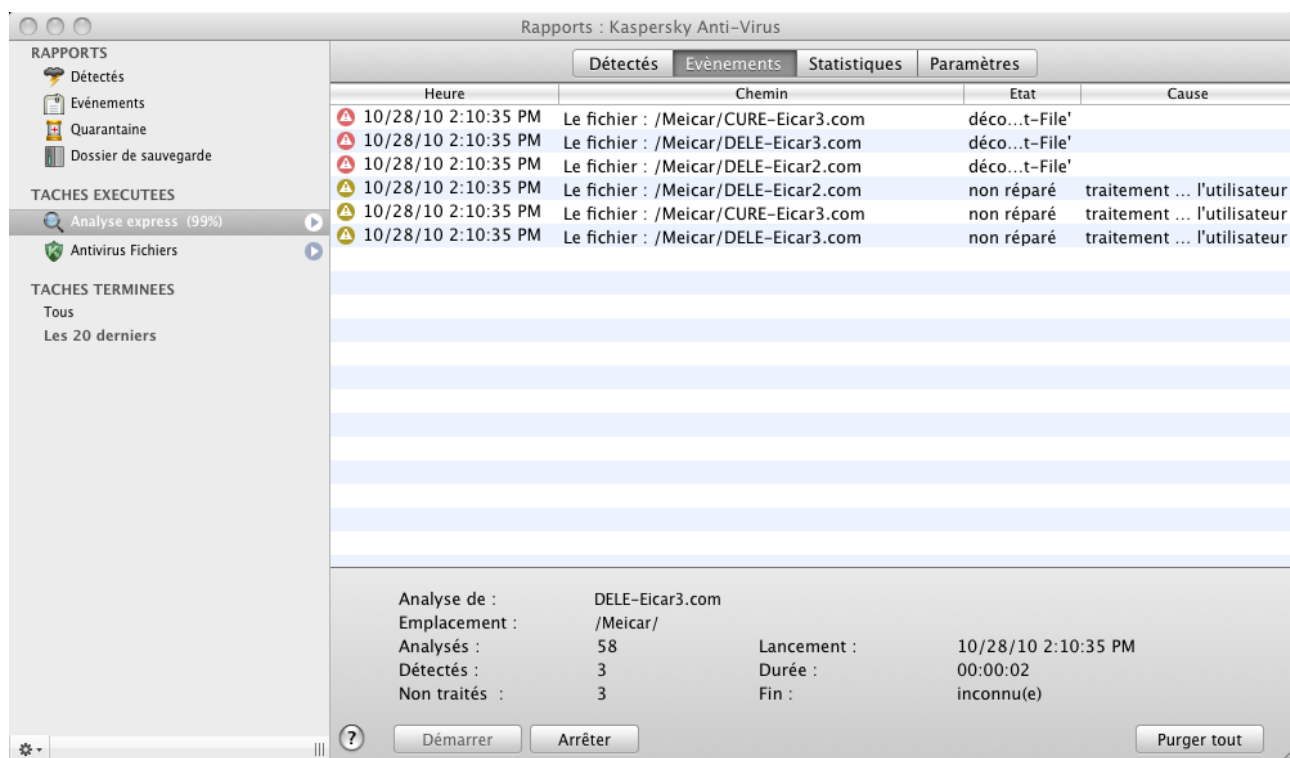 Rapports : Kaspersky Anti-Virus
RAPPORTS
Détectés
Evénements
Quarantaine
Dossier de sauvegarde
TACHES EXECUTEES
Analyse express (99%)
Antivirus Fichiers
TACHES TERMINEES
Tous
Les 20 derniers
Détectés Evènements Statistiques Paramètres
Heure Chemin Etat Cause
10/28/10 2:10:35 PM Le fichier : /Meicar/CURE-Eicar3.com déco...t-File'
10/28/10 2:10:35 PM Le fichier : /Meicar/DELE-Eicar3.com déco...t-File'
10/28/10 2:10:35 PM Le fichier : /Meicar/DELE-Eicar2.com déco...t-File'
10/28/10 2:10:35 PM Le fichier : /Meicar/DELE-Eicar2.com non réparé traitement ... l'utilisateur
10/28/10 2:10:35 PM Le fichier : /Meicar/CURE-Eicar3.com non réparé traitement ... l'utilisateur
10/28/10 2:10:35 PM Le fichier : /Meicar/DELE-Eicar3.com non réparé traitement ... l'utilisateur
Analyse de : DELE-Eicar3.com
Emplacement : /Meicar/
Analysés : 58 Lancement : 10/28/10 2:10:35 PM
Détectés : 3 Durée : 00:00:02
Non traités : 3 Fin : inconnu(e)
? Démarrer Arrêter Purger tout